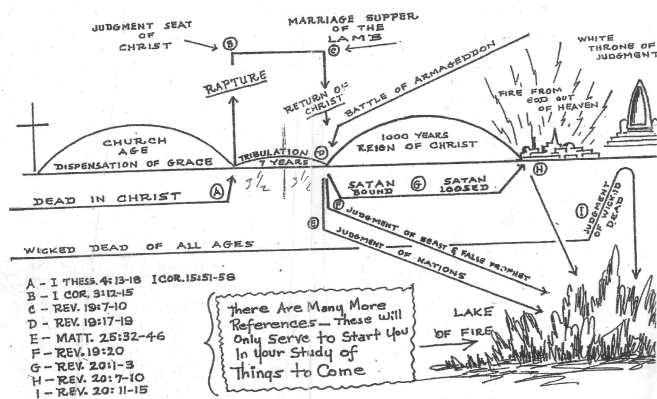 JUDGMENT SEAT
OF
CHRIST
B
MARRIAGE SUPPER
OF THE
LAMB
C
WHITE
THRONE OF
JUDGMENT
RAPTURE
RETURN OF
CHRIST
BATTLE OF ARMAGEDDON
FIRE FROM
GOD OUT
OF HEAVEN
CHURCH
AGE
DISPENSATION OF GRACE
TRIBULATION
7 YEARS
3½ 3½
D
1000 YEARS
REIGN OF CHRIST
H
DEAD IN CHRIST
A
SATAN
BOUND
G
SATAN
LOOSED
I
JUDGMENT
OF WICKED
DEAD
E
F
JUDGMENT OF BEAST & FALSE PROPHET
JUDGMENT OF NATIONS
WICKED DEAD OF ALL AGES
A - I THESS. 4:13-18 I COR. 15:51-58
B - I COR. 3:12-15
C - REV. 19:7-10
D - REV. 19:17-19
E - MATT. 25:32-46
F - REV. 19:20
G - REV. 20:1-3
H - REV. 20:7-10
I - REV. 20:11-15
There Are Many More
References — These Will
Only Serve to Start You
In Your Study of
Things to Come
LAKE
OF FIRE